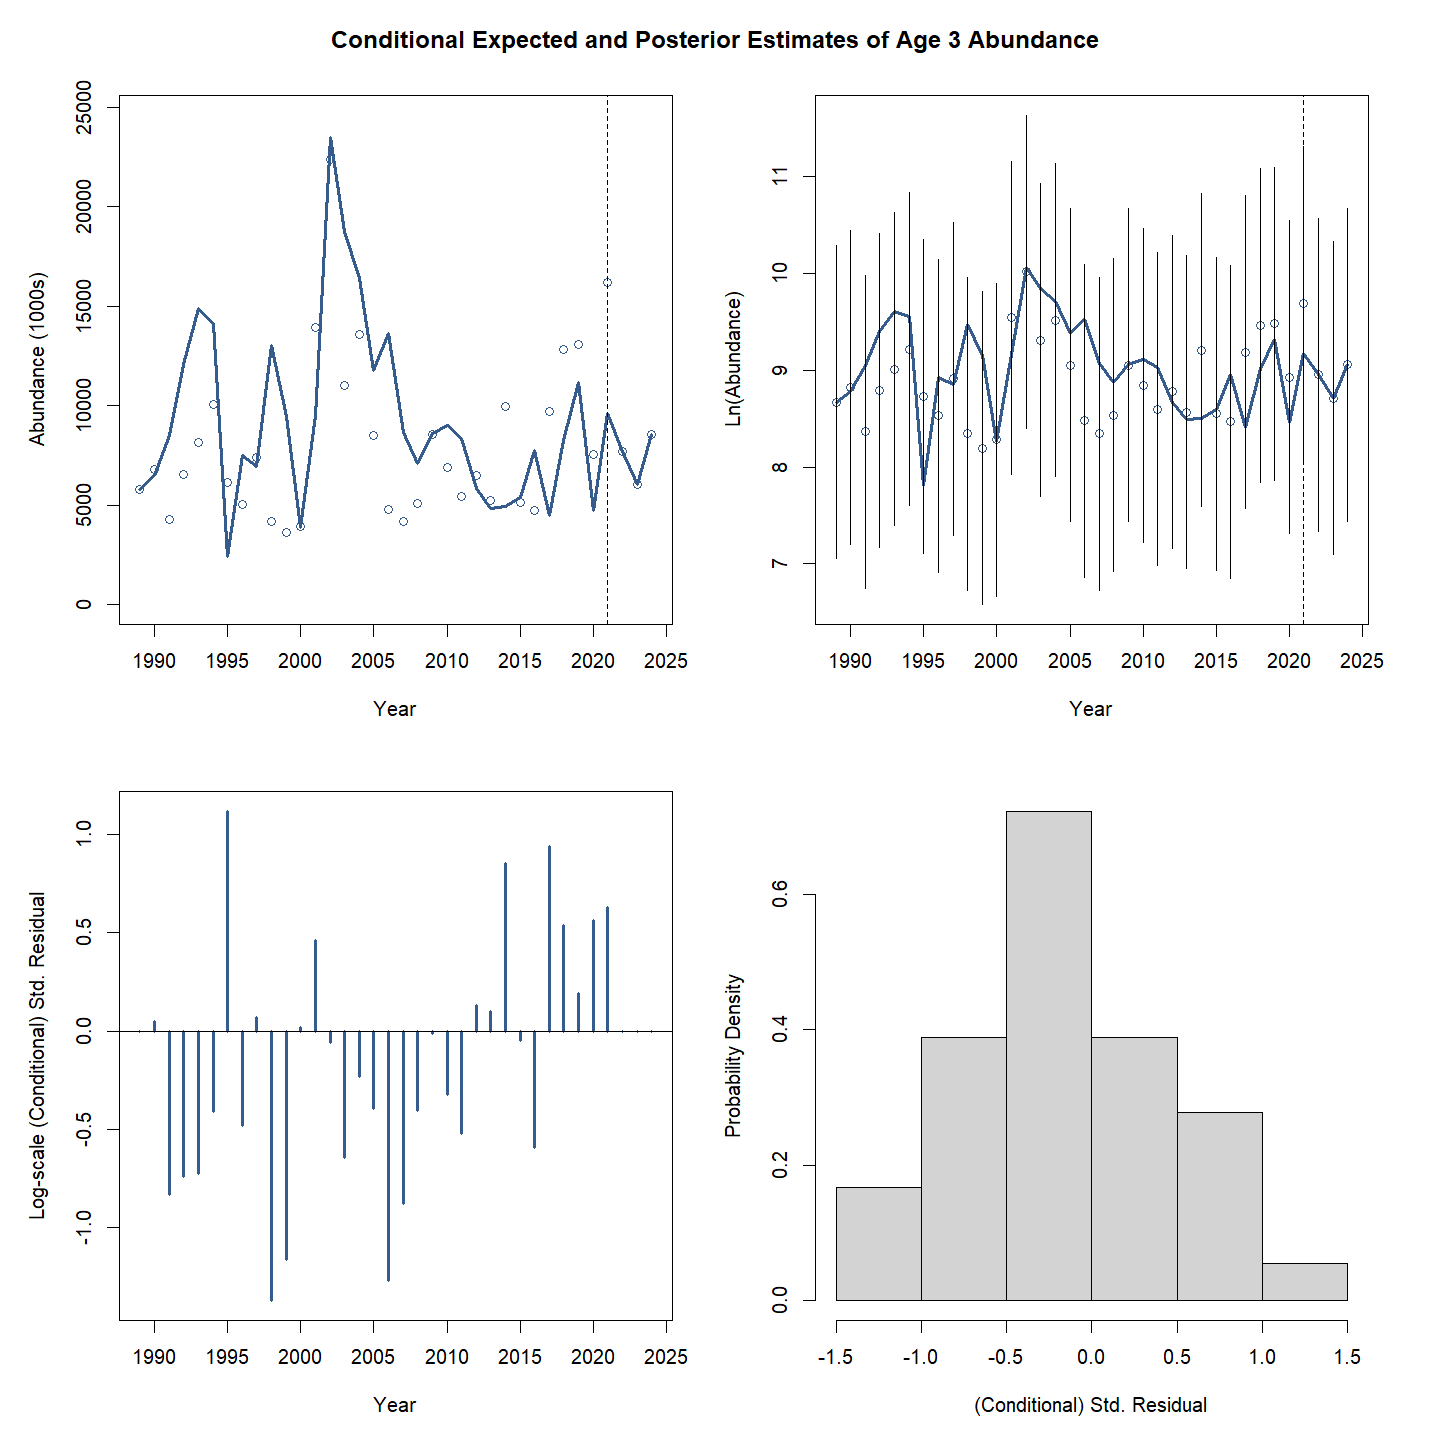 Conditional Expected and Posterior Estimates of Age 3 Abundance
Abundance (1000s)
25000
20000
15000
10000
5000
0
1990 1995 2000 2005 2010 2015 2020 2025
Year
Ln(Abundance)
11
10
9
8
7
1990 1995 2000 2005 2010 2015 2020 2025
Year
Log-scale (Conditional) Std. Residual
1.0
0.5
0.0
-0.5
-1.0
1990 1995 2000 2005 2010 2015 2020 2025
Year
Probability Density
0.6
0.4
0.2
0.0
-1.5 -1.0 -0.5 0.0 0.5 1.0 1.5
(Conditional) Std. Residual